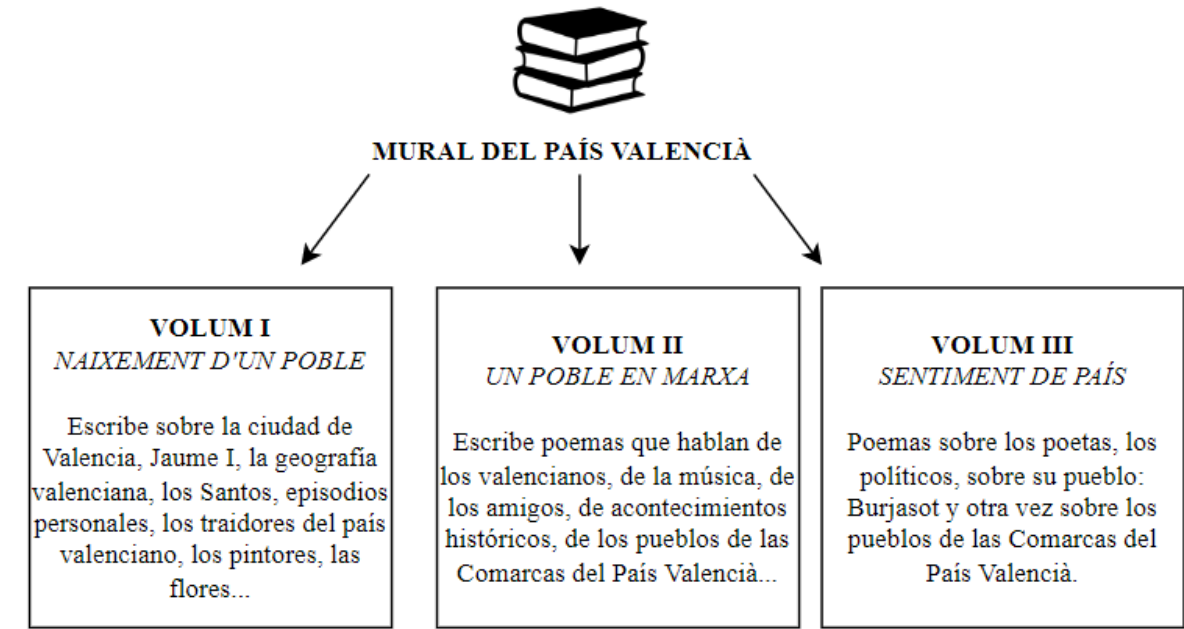 MURAL DEL PAÍS VALENCIÀ
VOLUM I
NAIXEMENT D'UN POBLE
Escribe sobre la ciudad de
Valencia, Jaume I, la geografía
valenciana, los Santos, episodios
personales, los traidores del país
valenciano, los pintores, las
flores...
VOLUM II
UN POBLE EN MARXA
Escribe poemas que hablan de
los valencianos, de la música, de
los amigos, de acontecimientos
históricos, de los pueblos de las
Comarcas del País Valencià...
VOLUM III
SENTIMENT DE PAÍS
Poemas sobre los poetas, los
políticos, sobre su pueblo:
Burjasot y otra vez sobre los
pueblos de las Comarcas del
País Valencià.